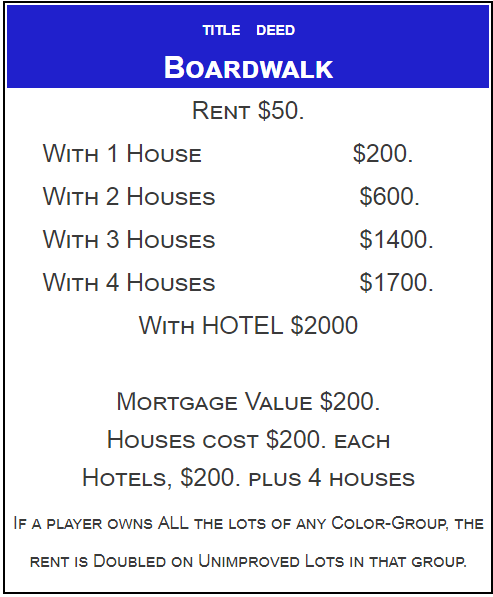 TITLE DEED
BOARDWALK
RENT $50.
WITH 1 HOUSE $200.
WITH 2 HOUSES $600.
WITH 3 HOUSES $1400.
WITH 4 HOUSES $1700.
WITH HOTEL $2000
MORTGAGE VALUE $200.
HOUSES COST $200. EACH
HOTELS, $200. PLUS 4 HOUSES
IF A PLAYER OWNS ALL THE LOTS OF ANY COLOR-GROUP, THE
RENT IS DOUBLED ON UNIMPROVED LOTS IN THAT GROUP.